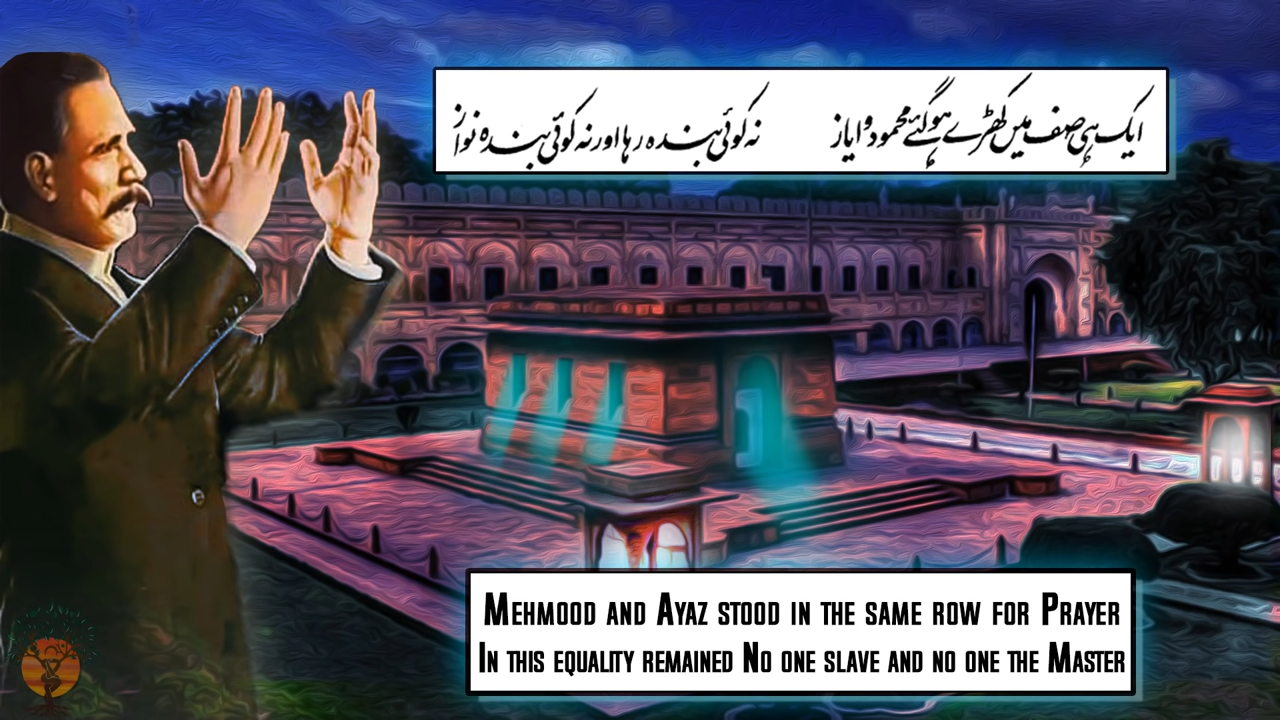 ایک ہی صف میں کھڑے ہو گئے محمود و ایاز نہ کوئی بندہ رہا اور نہ کوئی بندہ نواز
Mehmood and Ayaz stood in the same row for Prayer
In this equality remained No one slave and no one the Master